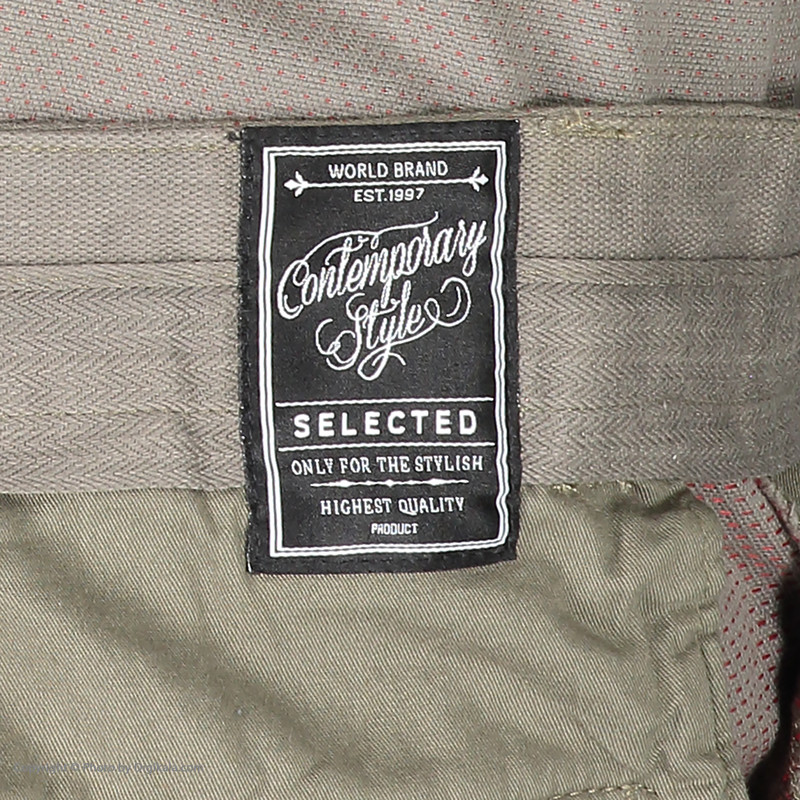 WORLD BRAND
EST.1997
Contemporary
Style
SELECTED
ONLY FOR THE STYLISH
HIGHEST QUALITY
PRODUCT